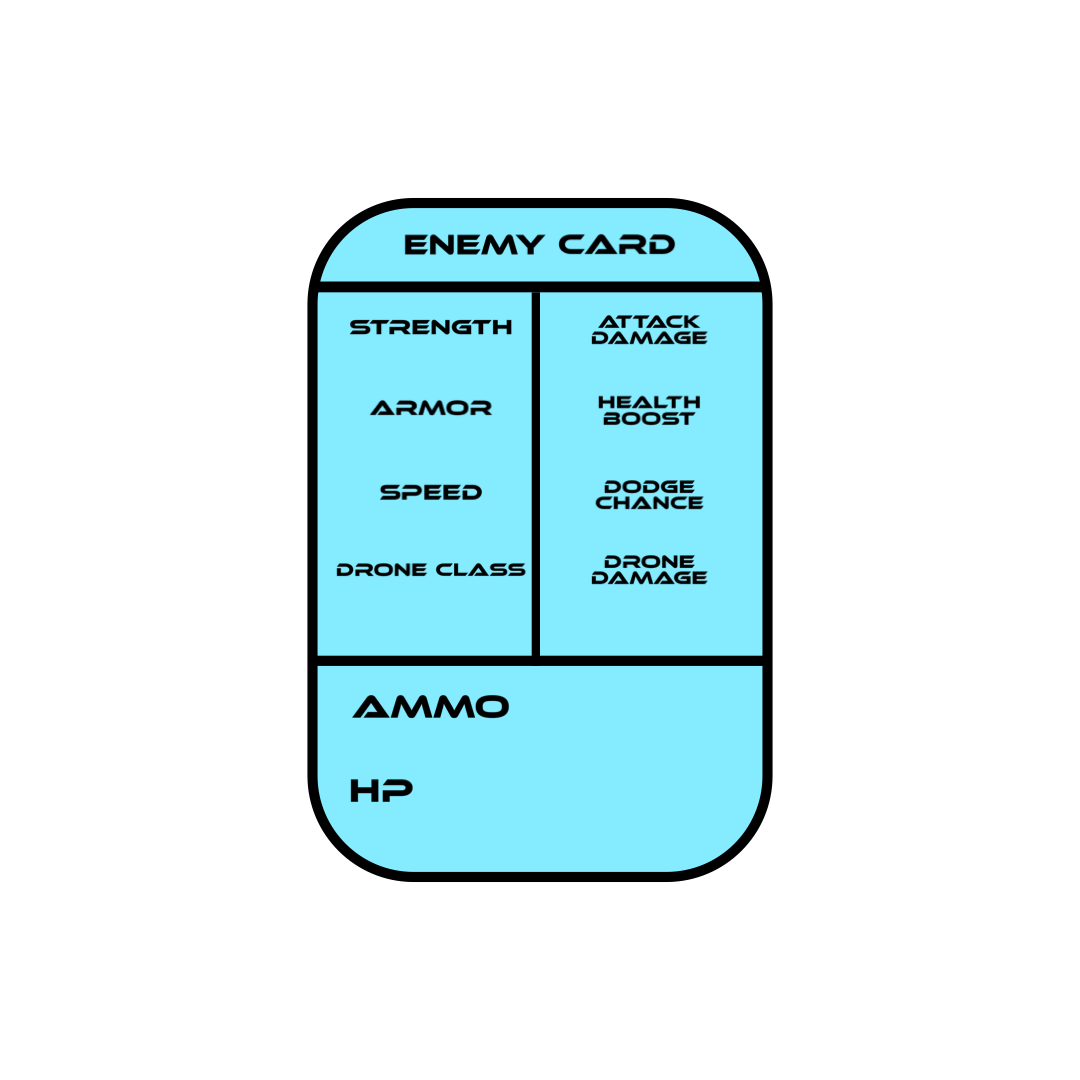 ENEMY CARD
STRENGTH
ARMOR
SPEED
DRONE CLASS
ATTACK
DAMAGE
HEALTH
BOOST
DODGE
CHANCE
DRONE
DAMAGE
AMMO
HP